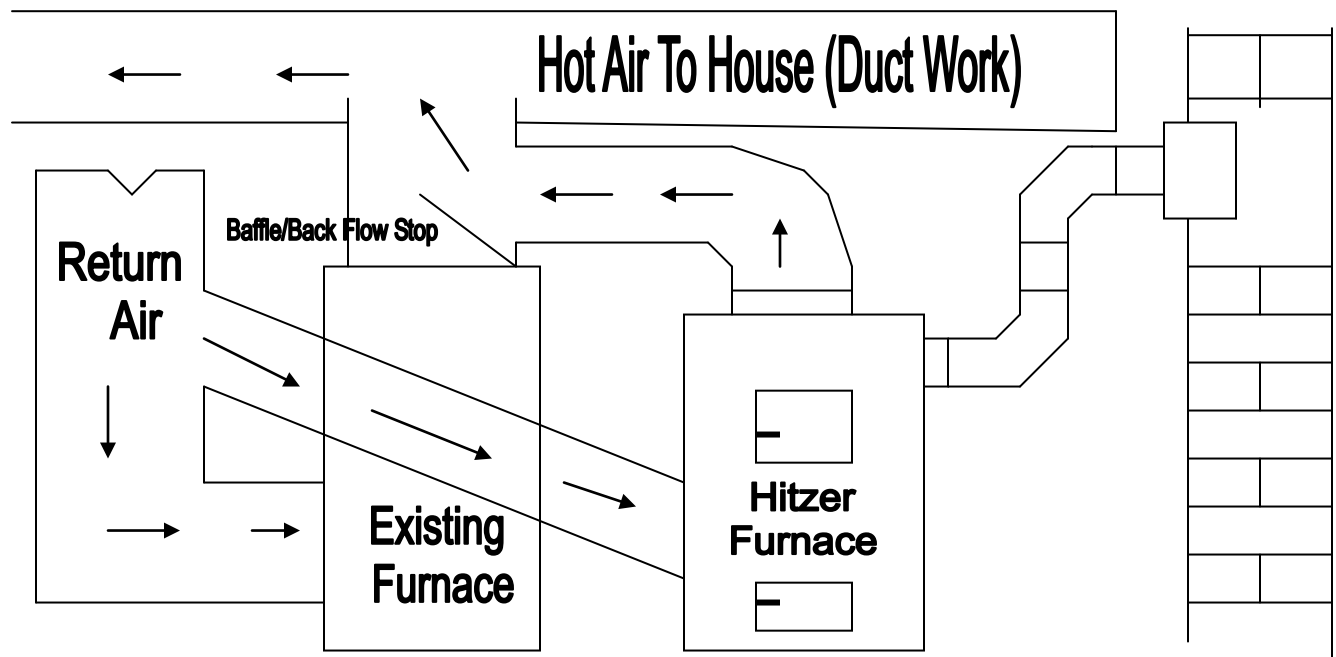 Hot Air To House (Duct Work)
Baffle/Back Flow Stop
Return
Air
Existing
Furnace
Hitzer
Furnace